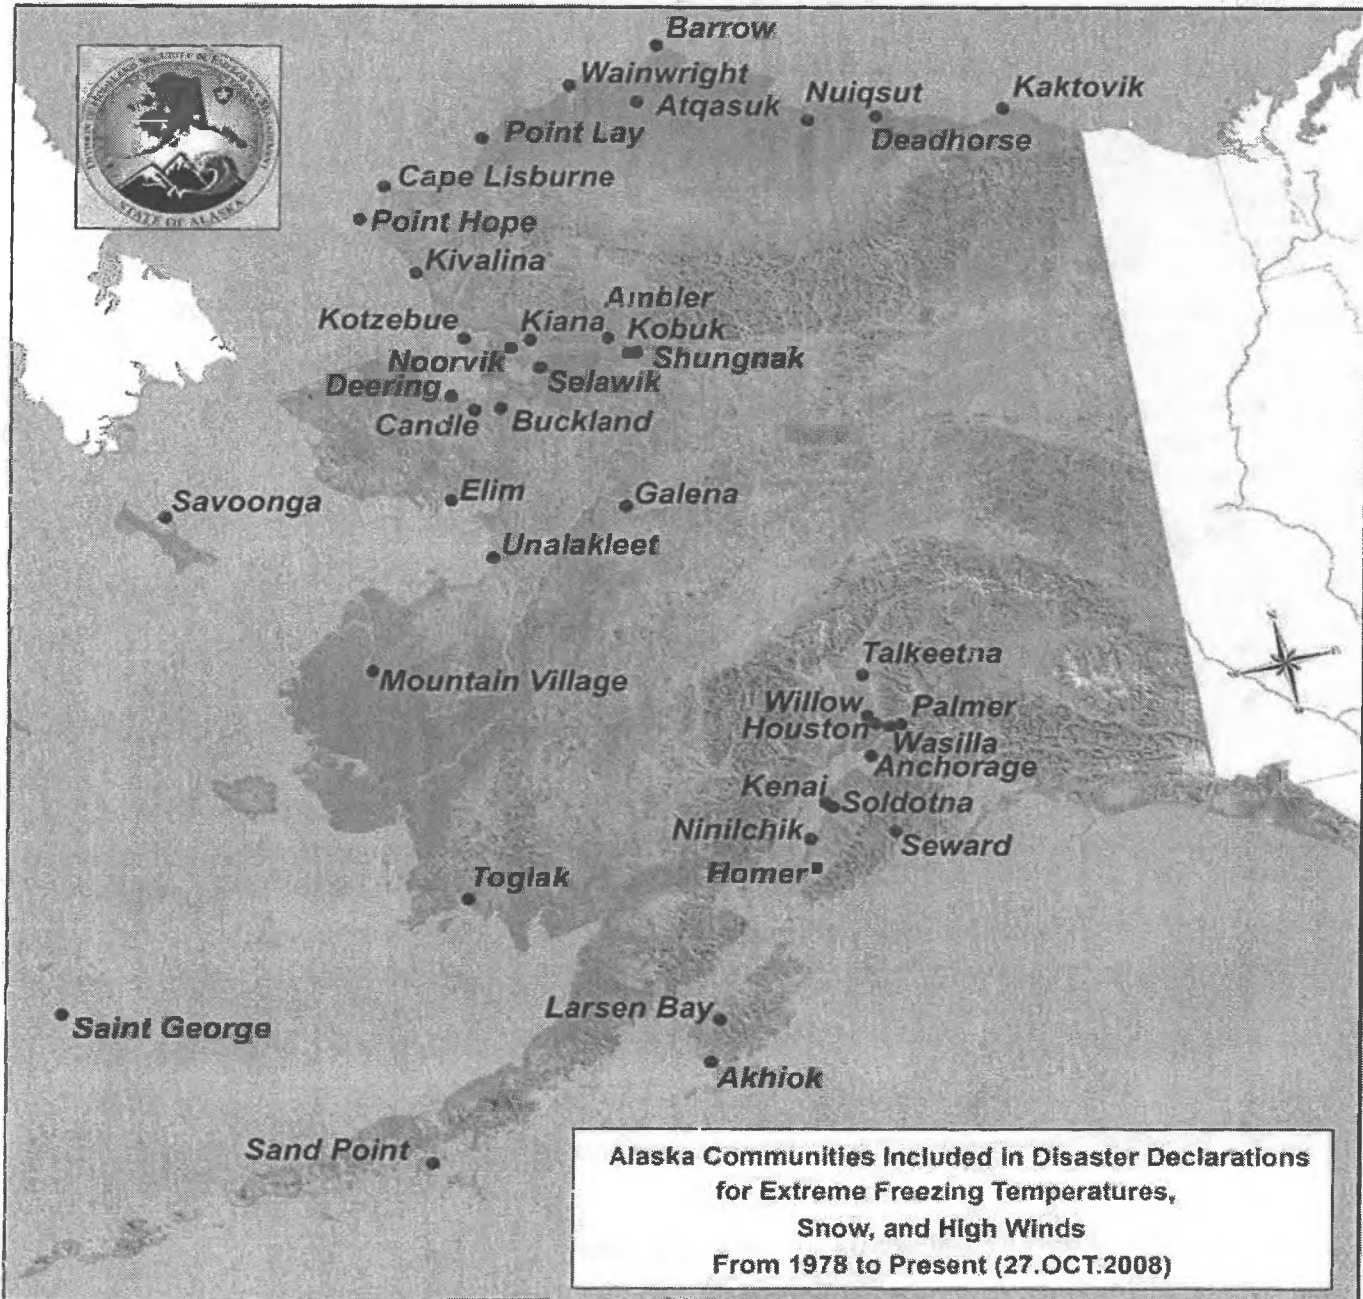 Barrow
Wainwright
Atqasuk
Nuiqsut
Kaktovik
Point Lay
Deadhorse
Cape Lisburne
STATE OF ALASKA
Point Hope
Kivalina
Ambler
Kotzebue
Kiana
Kobuk
Noorvik
Shungnak
Deering
Selawik
Candle
Buckland
Savoonga
Elim
Galena
Unalakleet
Talkeetna
Mountain Village
Willow
Palmer
Houston
Wasilla
Anchorage
Kenai
Soldotna
Ninilchik
Seward
Homer
Togiak
Larsen Bay
Saint George
Akhiok
Sand Point
Alaska Communities Included in Disaster Declarations
for Extreme Freezing Temperatures,
Snow, and High Winds
From 1978 to Present (27.OCT.2008)